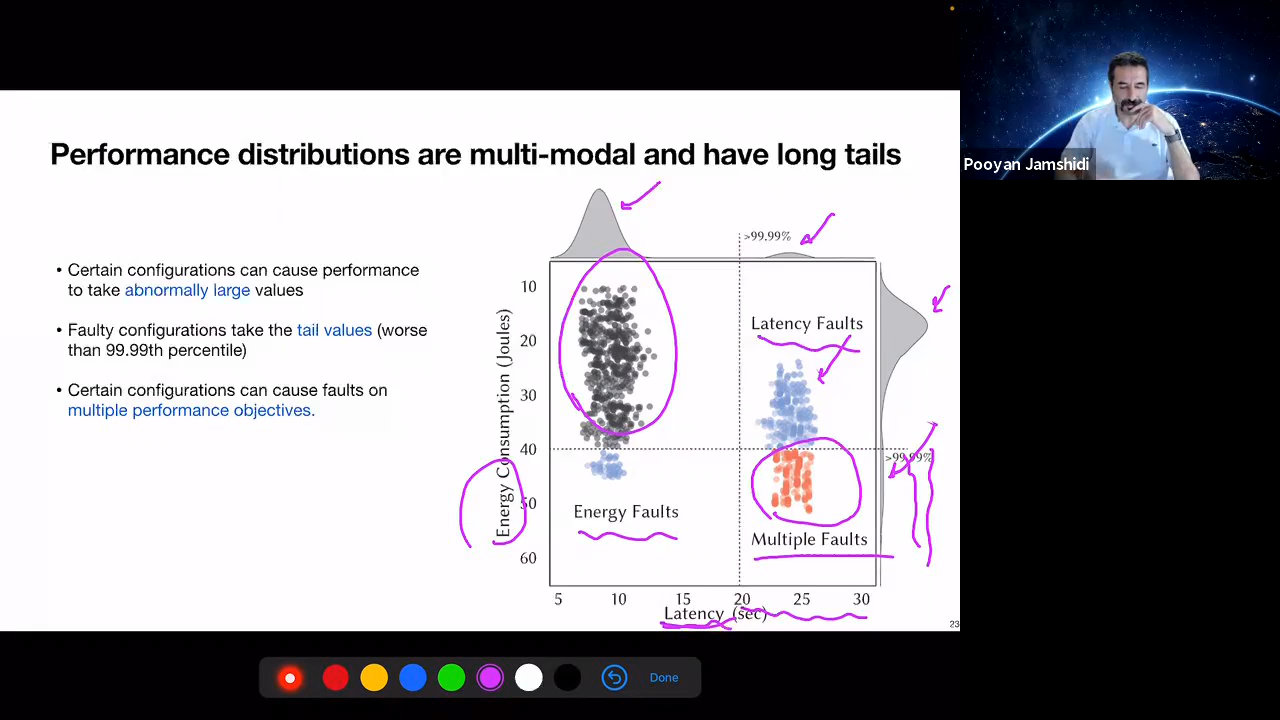 Pooyan Jamshidi
Performance distributions are multi-modal and have long tails
• Certain configurations can cause performance
to take abnormally large values
• Faulty configurations take the tail values (worse
than 99.99th percentile)
• Certain configurations can cause faults on
multiple performance objectives.
>99.99%
Energy Consumption (Joules)
10
20
30
40
50
60
Latency Faults
>99.99%
Energy Faults
Multiple Faults
5 10 15 20 25 30
Latency (sec)
23
Done